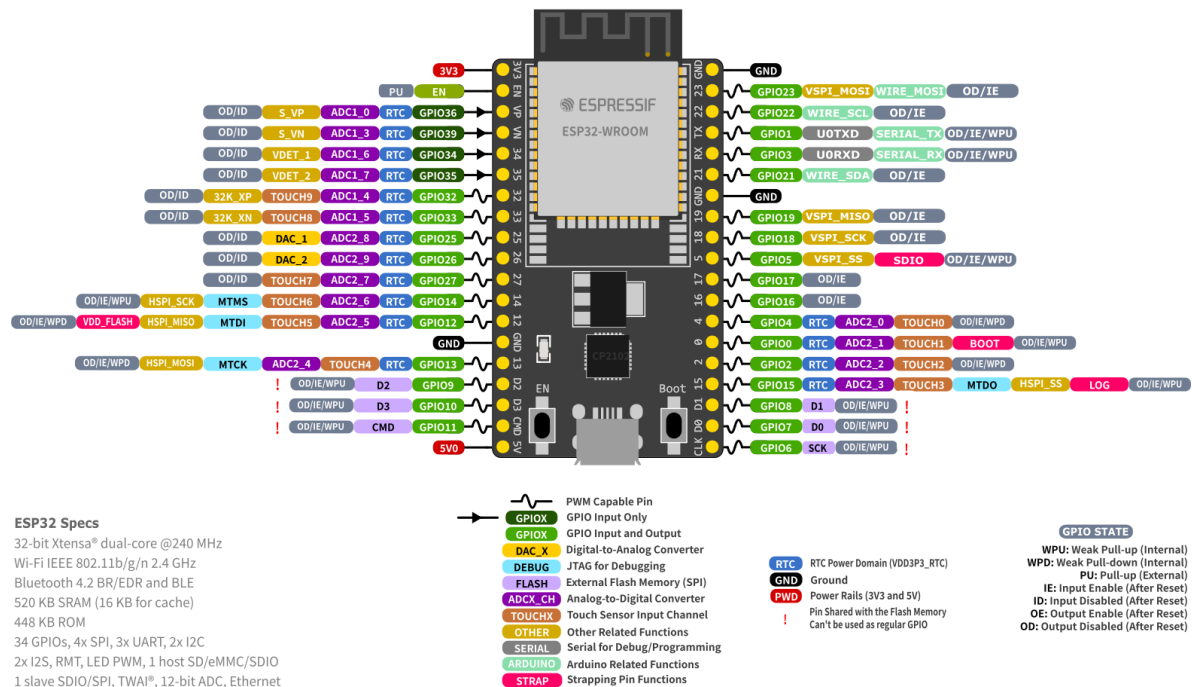 3V3 3V3 GND GND
PU EN EN 23 GPIO23 VSPI_MOSI WIRE_MOSI OD/IE
OD/ID S_VP ADC1_0 RTC GPIO36 VP 22 GPIO22 WIRE_SCL OD/IE
OD/ID S_VN ADC1_3 RTC GPIO39 VN TX GPIO1 U0TXD SERIAL_TX OD/IE/WPU
OD/ID VDET_1 ADC1_6 RTC GPIO34 34 RX GPIO3 U0RXD SERIAL_RX OD/IE/WPU
OD/ID VDET_2 ADC1_7 RTC GPIO35 35 21 GPIO21 WIRE_SDA OD/IE
OD/ID 32K_XP TOUCH9 ADC1_4 RTC GPIO32 32 GND GND
OD/ID 32K_XN TOUCH8 ADC1_5 RTC GPIO33 33 19 GPIO19 VSPI_MISO OD/IE
OD/ID DAC_1 ADC2_8 RTC GPIO25 25 18 GPIO18 VSPI_SCK OD/IE
OD/ID DAC_2 ADC2_9 RTC GPIO26 26 5 GPIO5 VSPI_SS SDIO OD/IE/WPU
OD/ID TOUCH7 ADC2_7 RTC GPIO27 27 17 GPIO17 OD/IE
OD/IE/WPU HSPI_SCK MTMS TOUCH6 ADC2_6 RTC GPIO14 14 16 GPIO16 OD/IE
OD/IE/WPD VDD_FLASH HSPI_MISO MTDI TOUCH5 ADC2_5 RTC GPIO12 12 4 GPIO4 RTC ADC2_0 TOUCH0 OD/IE/WPD
GND GND 0 GPIO0 RTC ADC2_1 TOUCH1 BOOT OD/IE/WPU
OD/IE/WPD HSPI_MOSI MTCK ADC2_4 TOUCH4 RTC GPIO13 13 2 GPIO2 RTC ADC2_2 TOUCH2 OD/IE/WPD
! OD/IE/WPU D2 GPIO9 D2 15 GPIO15 RTC ADC2_3 TOUCH3 MTDO HSPI_SS LOG OD/IE/WPU
! OD/IE/WPU D3 GPIO10 D3 D1 GPIO8 D1 OD/IE/WPU !
! OD/IE/WPU CMD GPIO11 CMD D0 GPIO7 D0 OD/IE/WPU !
5V0 5V CLK GPIO6 SCK OD/IE/WPU !
ESPRESSIF
ESP32-WROOM
CP2102
EN Boot
ESP32 Specs
32-bit Xtensa® dual-core @240 MHz
Wi-Fi IEEE 802.11b/g/n 2.4 GHz
Bluetooth 4.2 BR/EDR and BLE
520 KB SRAM (16 KB for cache)
448 KB ROM
34 GPIOs, 4x SPI, 3x UART, 2x I2C
2x I2S, RMT, LED PWM, 1 host SD/eMMC/SDIO
1 slave SDIO/SPI, TWAI®, 12-bit ADC, Ethernet
PWM Capable Pin
GPIOX GPIO Input Only
GPIOX GPIO Input and Output
DAC_X Digital-to-Analog Converter
DEBUG JTAG for Debugging
FLASH External Flash Memory (SPI)
ADCX_CH Analog-to-Digital Converter
TOUCHX Touch Sensor Input Channel
OTHER Other Related Functions
SERIAL Serial for Debug/Programming
ARDUINO Arduino Related Functions
STRAP Strapping Pin Functions
RTC RTC Power Domain (VDD3P3_RTC)
GND Ground
PWD Power Rails (3V3 and 5V)
! Pin Shared with the Flash Memory
Can't be used as regular GPIO
GPIO STATE
WPU: Weak Pull-up (Internal)
WPD: Weak Pull-down (Internal)
PU: Pull-up (External)
IE: Input Enable (After Reset)
ID: Input Disabled (After Reset)
OE: Output Enable (After Reset)
OD: Output Disabled (After Reset)